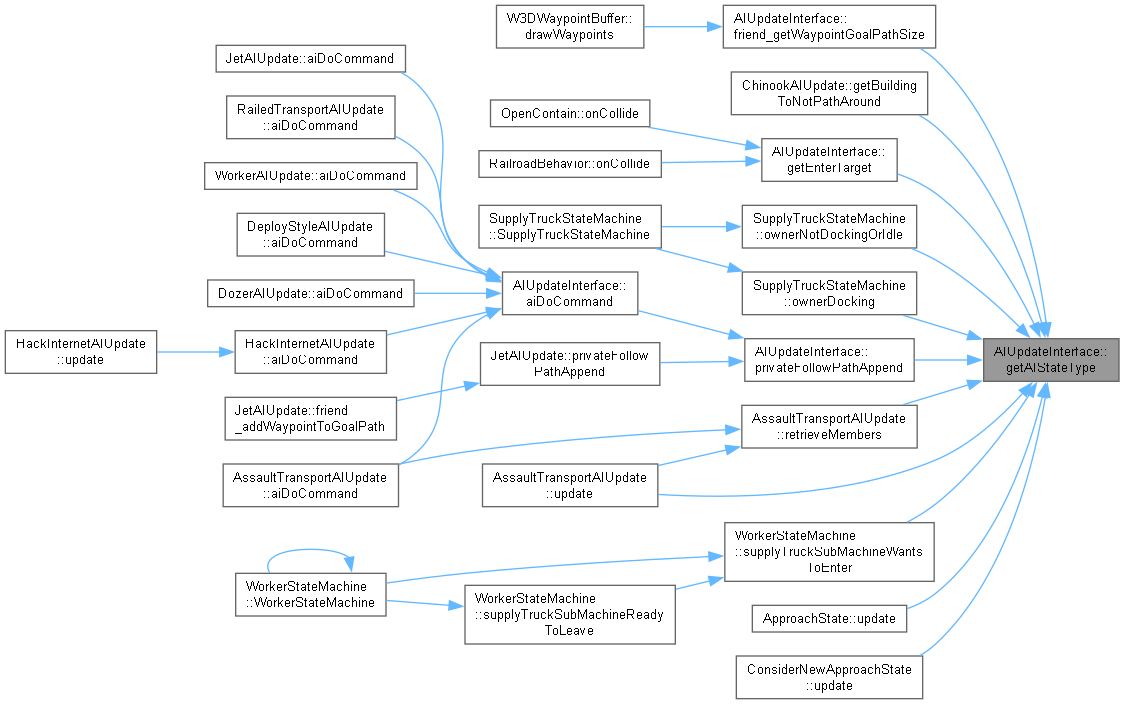 W3DWaypointBuffer::
drawWaypoints
AIUpdateInterface::
friend_getWaypointGoalPathSize
JetAIUpdate::aiDoCommand
ChinookAIUpdate::getBuilding
ToNotPathAround
RailedTransportAIUpdate
::aiDoCommand
OpenContain::onCollide
AIUpdateInterface::
getEnterTarget
RailroadBehavior::onCollide
WorkerAIUpdate::aiDoCommand
DeployStyleAIUpdate
::aiDoCommand
SupplyTruckStateMachine
::SupplyTruckStateMachine
SupplyTruckStateMachine
::ownerNotDockingOrIdle
DozerAIUpdate::aiDoCommand
AIUpdateInterface::
aiDoCommand
SupplyTruckStateMachine
::ownerDocking
HackInternetAIUpdate
::update
HackInternetAIUpdate
::aiDoCommand
JetAIUpdate::privateFollow
PathAppend
AIUpdateInterface::
privateFollowPathAppend
AIUpdateInterface::
getAIStateType
JetAIUpdate::friend
_addWaypointToGoalPath
AssaultTransportAIUpdate
::retrieveMembers
AssaultTransportAIUpdate
::aiDoCommand
AssaultTransportAIUpdate
::update
WorkerStateMachine
::supplyTruckSubMachineWants
ToEnter
WorkerStateMachine
::WorkerStateMachine
WorkerStateMachine
::supplyTruckSubMachineReady
ToLeave
ApproachState::update
ConsiderNewApproachState
::update